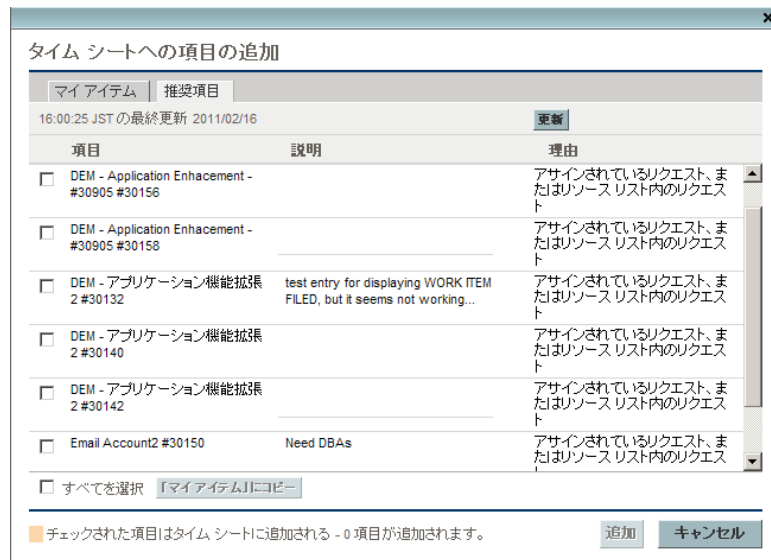 ×
タイム シートへの項目の追加
マイ アイテム 推奨項目
16:00:25 JST の最終更新 2011/02/16 更新
項目 説明 理由
DEM - Application Enhacement - アサインされているリクエスト、ま
#30905 #30156 たはリソース リスト内のリクエス
ト
DEM - Application Enhacement - アサインされているリクエスト、ま
#30905 #30158 たはリソース リスト内のリクエス
ト
DEM - アプリケーション機能拡張 test entry for displaying WORK ITEM アサインされているリクエスト、ま
2 #30132 FILED, but it seems not working... たはリソース リスト内のリクエス
ト
DEM - アプリケーション機能拡張 アサインされているリクエスト、ま
2 #30140 たはリソース リスト内のリクエス
ト
DEM - アプリケーション機能拡張 アサインされているリクエスト、ま
2 #30142 たはリソース リスト内のリクエス
ト
Email Account2 #30150 Need DBAs アサインされているリクエスト、ま
たはリソース リスト内のリクエス
すべてを選択 「マイ アイテム」にコピー
チェックされた項目はタイム シートに追加される - 0 項目が追加されます。 追加 キャンセル